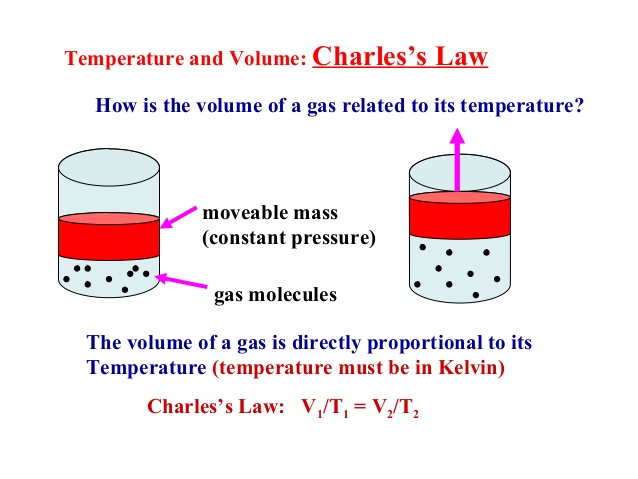 Temperature and Volume: Charles’s Law
How is the volume of a gas related to its temperature?
moveable mass
(constant pressure)
gas molecules
The volume of a gas is directly proportional to its
Temperature (temperature must be in Kelvin)
Charles’s Law: V₁/T₁ = V₂/T₂